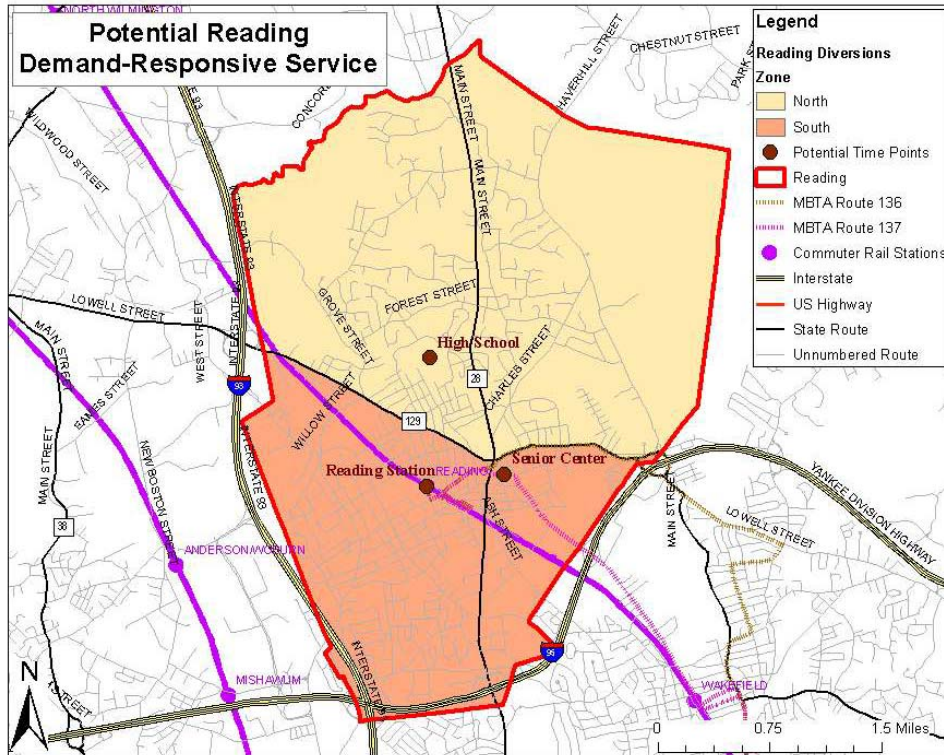 Potential Reading
Demand-Responsive Service
Legend
Reading Diversions
Zone
North
South
Potential Time Points
Reading
MBTA Route 136
MBTA Route 137
Commuter Rail Stations
Interstate
US Highway
State Route
Unnumbered Route
NORTH WILMINGTON
CHESTNUT STREET
HAVERHILL STREET
MAIN STREET
WILDWOOD STREET
MAIN STREET
INTERSTATE 93
LOWELL STREET
WEST STREET
INTERSTATE 93
GROVE STREET
FOREST STREET
High School
CHARLES STREET
28
93
MAIN STREET
EAMES STREET
WILLOW STREET
129
INTERSTATE 93
Reading Station
READING
Senior Center
ASH STREET
MAIN STREET
NEW BOSTON STREET
MAIN STREET
LOWELL STREET
YANKEE DIVISION HIGHWAY
38
ANDERSON/WOBURN
95
MISHAWUM
WAKEFIELD
N
0 0.75 1.5 Miles